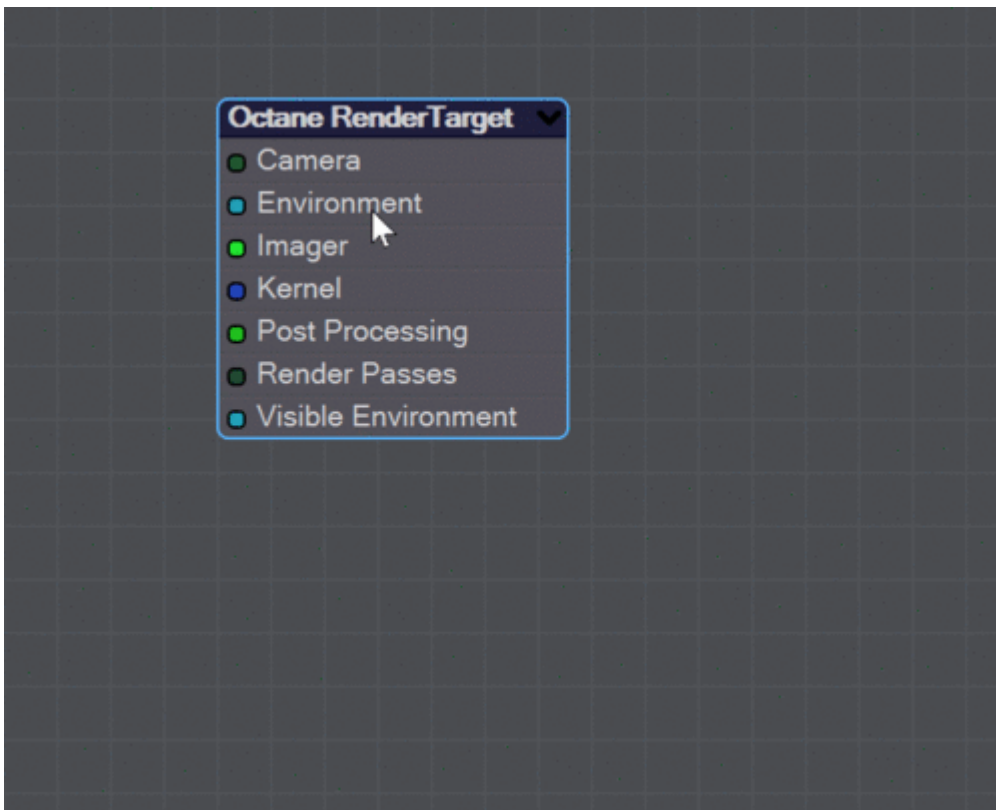 Octane RenderTarget
Camera
Environment
Imager
Kernel
Post Processing
Render Passes
Visible Environment